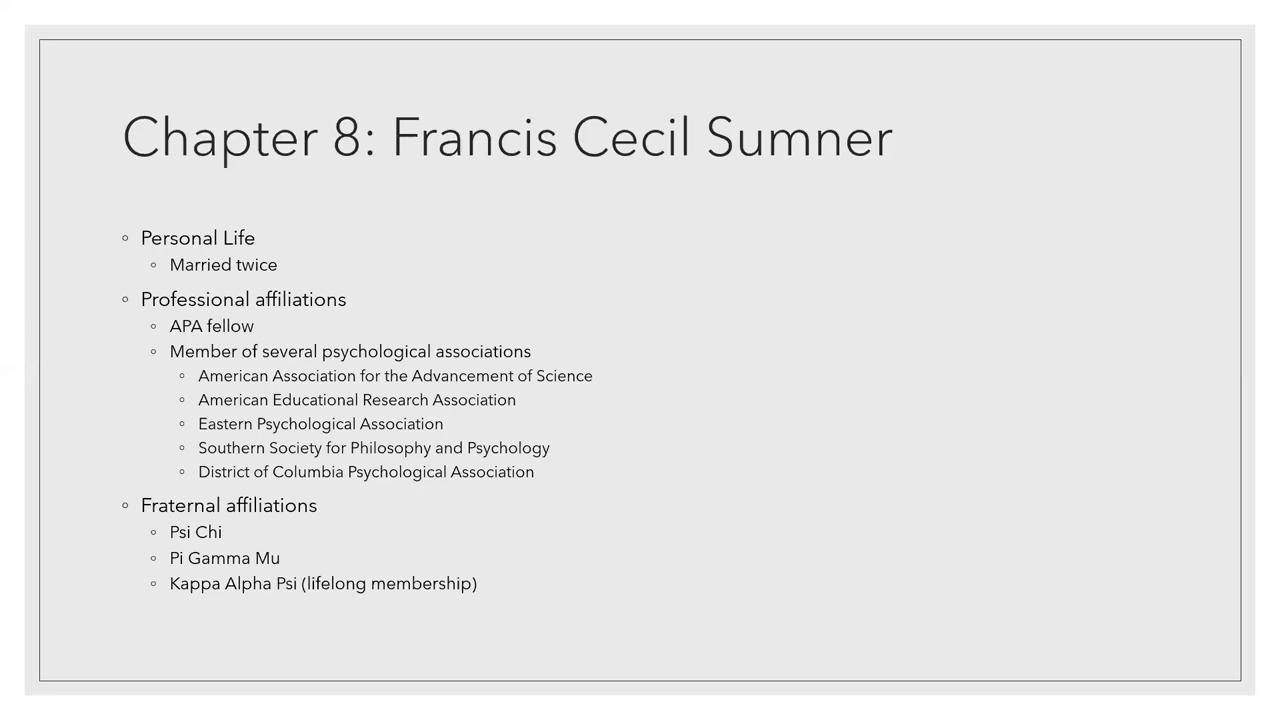 Chapter 8: Francis Cecil Sumner
◦ Personal Life
◦ Married twice
◦ Professional affiliations
◦ APA fellow
◦ Member of several psychological associations
◦ American Association for the Advancement of Science
◦ American Educational Research Association
◦ Eastern Psychological Association
◦ Southern Society for Philosophy and Psychology
◦ District of Columbia Psychological Association
◦ Fraternal affiliations
◦ Psi Chi
◦ Pi Gamma Mu
◦ Kappa Alpha Psi (lifelong membership)